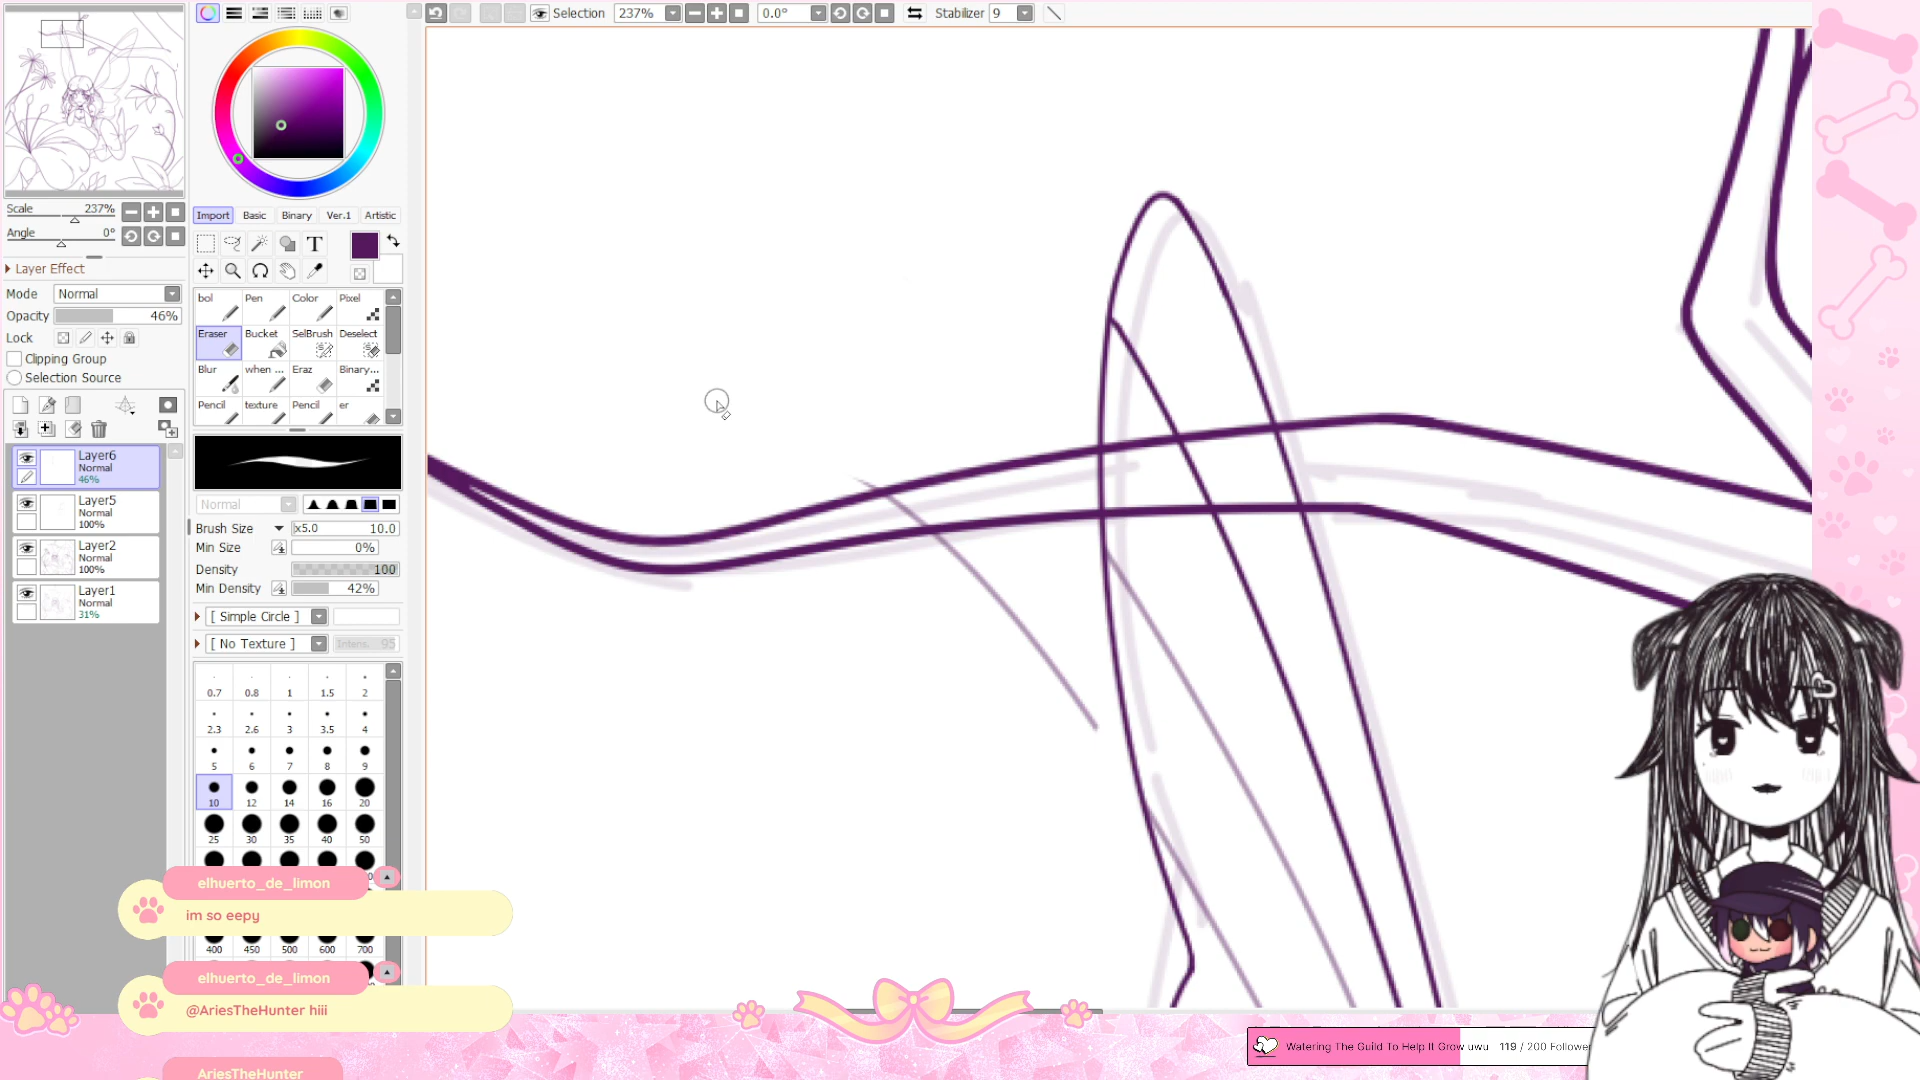 Selection 237% 0.0° Stabilizer 9
Scale 237%
Angle 0°
Layer Effect
Mode Normal
Opacity 46%
Lock
Clipping Group
Selection Source
Layer6
Normal
46%
Layer5
Normal
100%
Layer2
Normal
100%
Layer1
Normal
31%
Import Basic Binary Ver.1 Artistic
bol Pen Color Pixel
Eraser Bucket SelBrush Deselect
Blur when ... Eraz Binary...
Pencil texture Pencil er
Normal
Brush Size x5.0 10.0
Min Size 0%
Density 100
Min Density 42%
[ Simple Circle ]
[ No Texture ] Intens. 95
0.7 0.8 1 1.5 2
2.3 2.6 3 3.5 4
5 6 7 8 9
10 12 14 16 20
25 30 35 40 50
400 450 500 600 700
elhuerto_de_limon
im so eepy
elhuerto_de_limon
@AriesTheHunter hiii
AriesTheHunter
Watering The Guild To Help It Grow uwu 119 / 200 Follower